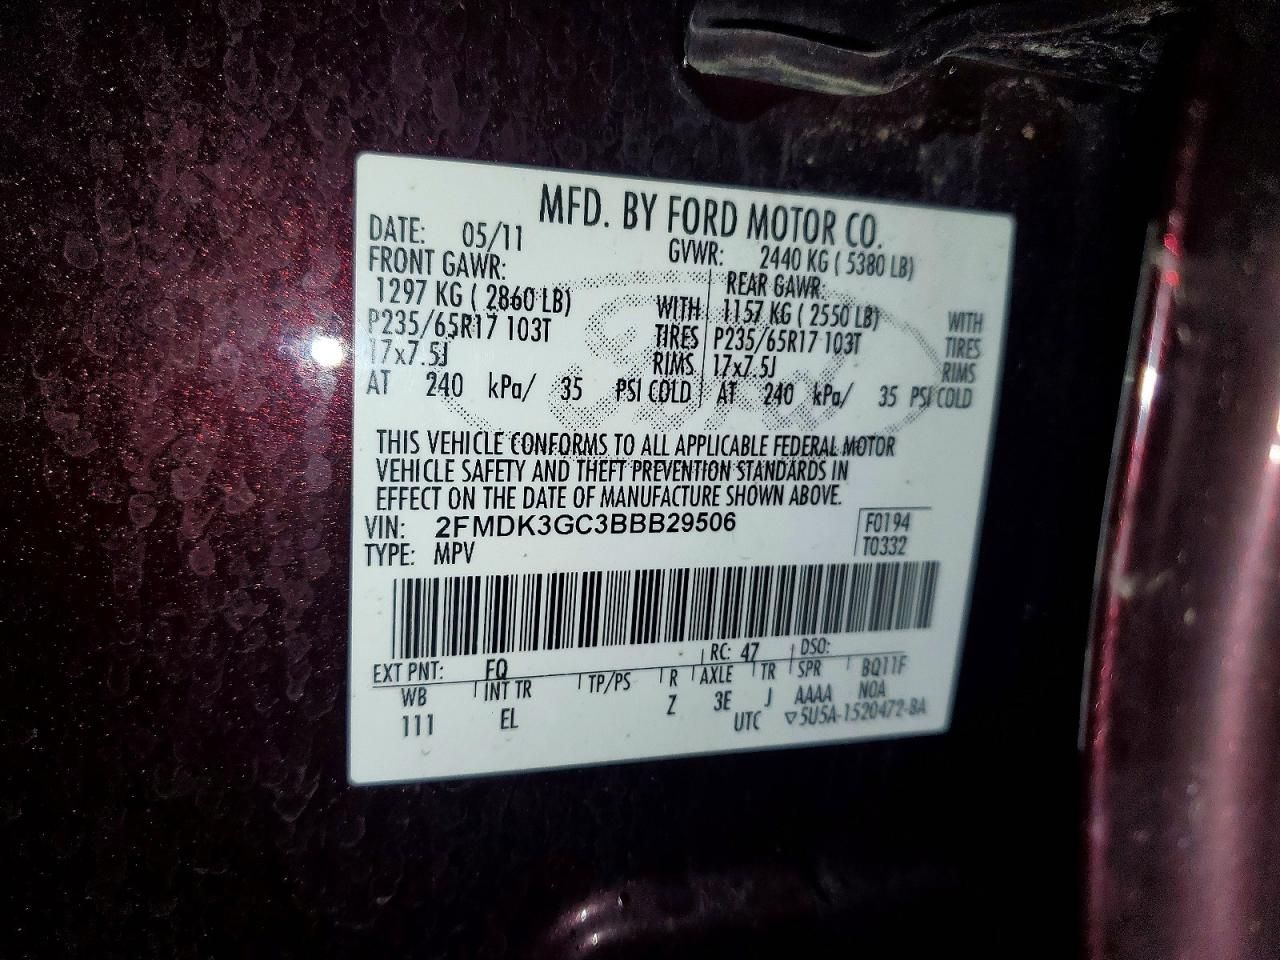 MFD. BY FORD MOTOR CO.
DATE: 05/11 GVWR: 2440 KG ( 5380 LB)
FRONT GAWR: REAR GAWR:
1297 KG ( 2860 LB) WITH 1157 KG ( 2550 LB) WITH
P235/65R17 103T TIRES P235/65R17 103T TIRES
17x7.5J RIMS 17x7.5J RIMS
AT 240 kPa/ 35 PSI COLD AT 240 kPa/ 35 PSI COLD
THIS VEHICLE CONFORMS TO ALL APPLICABLE FEDERAL MOTOR
VEHICLE SAFETY AND THEFT PREVENTION STANDARDS IN
EFFECT ON THE DATE OF MANUFACTURE SHOWN ABOVE.
VIN: 2FMDK3GC3BBB29506 F0194
TYPE: MPV T0332
EXT PNT: FQ RC: 47 DSO:
WB INT TR TP/PS R AXLE TR SPR BQ11F
111 EL Z 3E J AAAA NOA
UTC ▽5U5A-1520472-BA